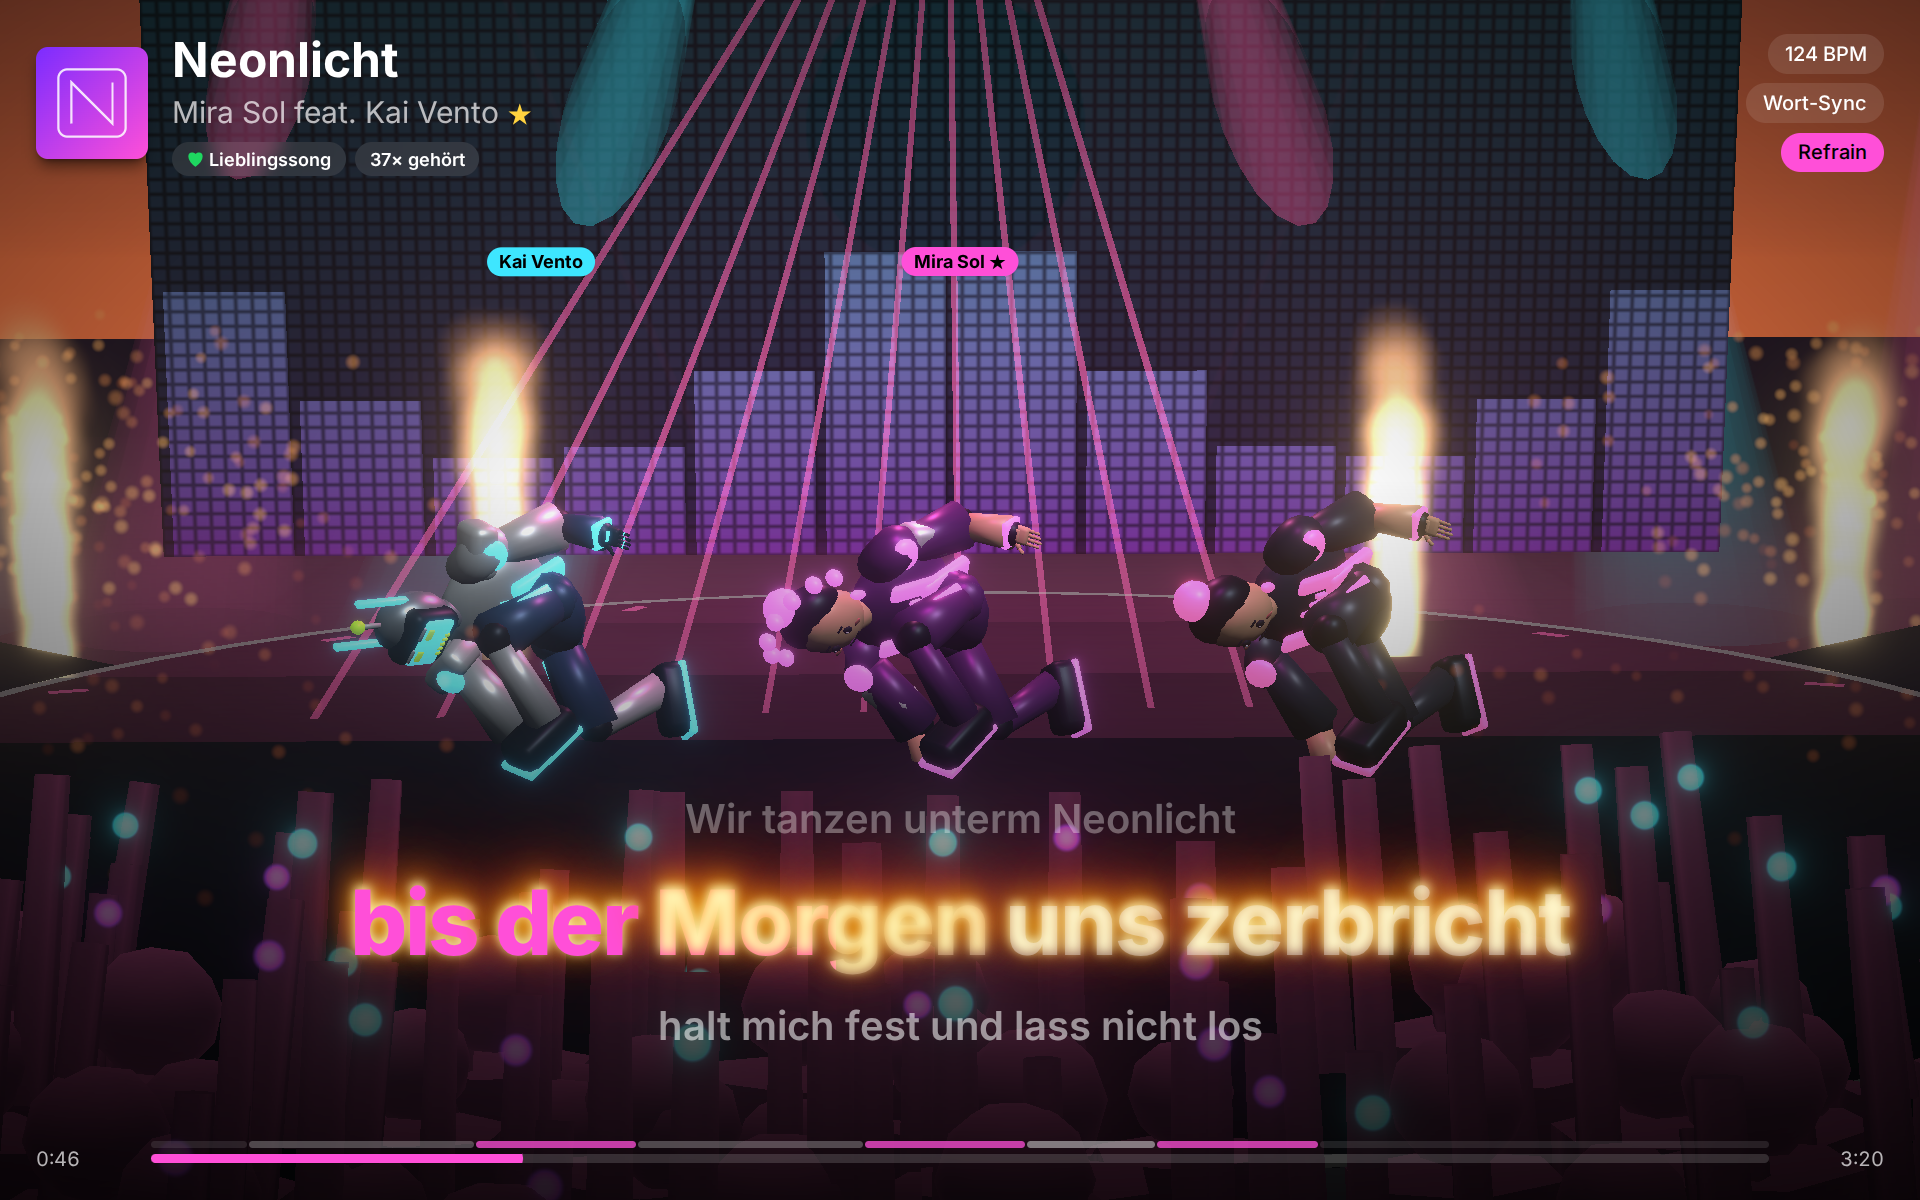 N
Neonlicht
Mira Sol feat. Kai Vento ★
Lieblingssong
37× gehört
124 BPM
Wort-Sync
Refrain
Kai Vento
Mira Sol ★
Wir tanzen unterm Neonlicht
bis der Morgen uns zerbricht
halt mich fest und lass nicht los
0:46
3:20